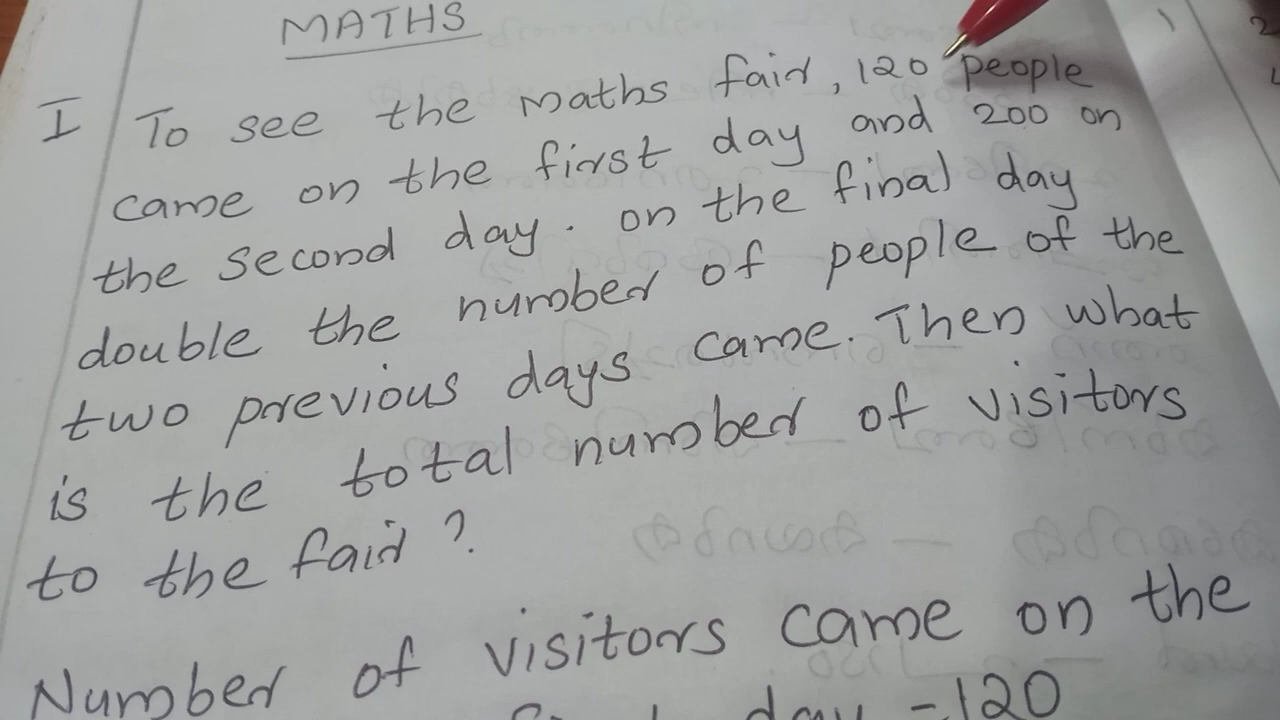 MATHS
I To see the maths fair, 120 people
came on the first day and 200 on
the second day. on the final day
double the number of people of the
two previous days came. Then what
is the total number of visitors
to the fair?
Number of visitors came on the
day = 120